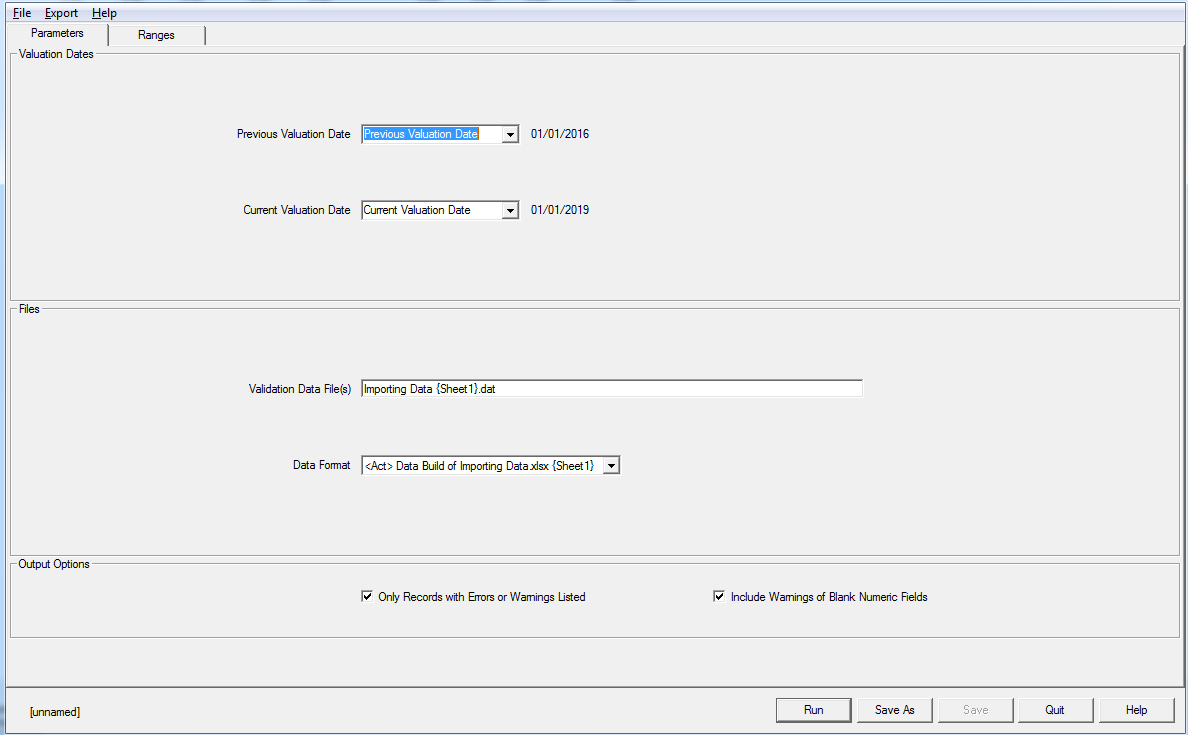 File Export Help
Parameters Ranges
Valuation Dates
Previous Valuation Date Previous Valuation Date 01/01/2016
Current Valuation Date Current Valuation Date 01/01/2019
Files
Validation Data File(s) Importing Data {Sheet1}.dat
Data Format <Act> Data Build of Importing Data.xlsx {Sheet1}
Output Options
Only Records with Errors or Warnings Listed Include Warnings of Blank Numeric Fields
[unnamed] Run Save As Save Quit Help